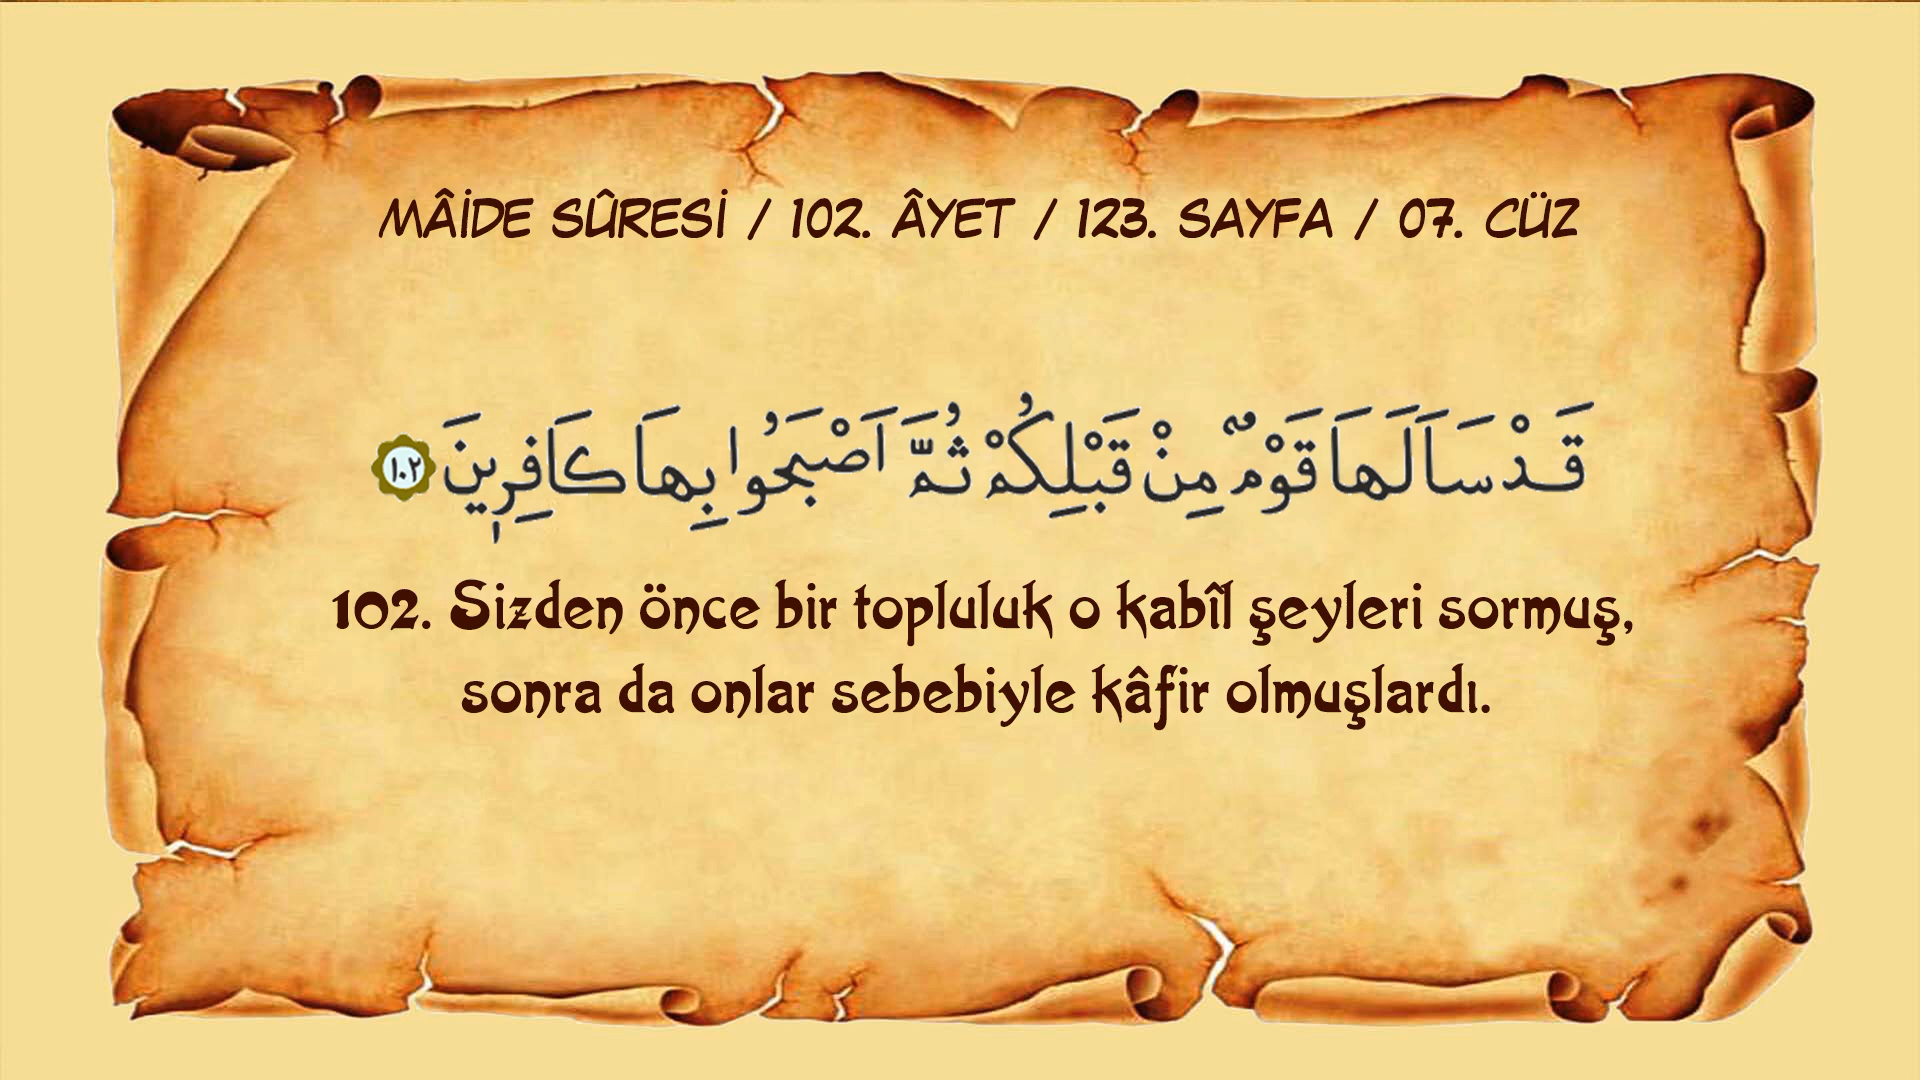 MÂİDE SÛRESİ / 102. ÂYET / 123. SAYFA / 07. CÜZ
قَدْ سَاَلَهَا قَوْمٌ مِنْ قَبْلِكُمْ ثُمَّ اَصْبَحُوا بِهَا كَافِر۪ينَ ١٠٢
102. Sizden önce bir topluluk o kabîl şeyleri sormuş,
sonra da onlar sebebiyle kâfir olmuşlardı.